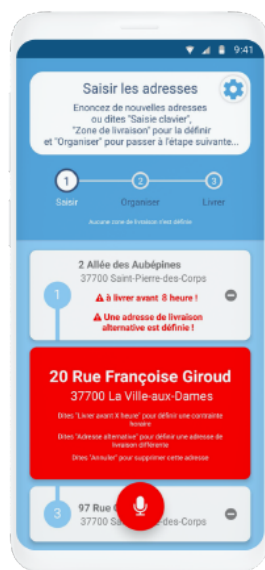 9:41
Saisir les adresses
Enoncez de nouvelles adresses
ou dites "Saisie clavier",
"Zone de livraison" pour la définir
et "Organiser" pour passer à l'étape suivante...
1 2 3
Saisir Organiser Livrer
Aucune zone de livraison n'est définie
2 Allée des Aubépines
37700 Saint-Pierre-des-Corps
1
à livrer avant 8 heure !
Une adresse de livraison
alternative est définie !
20 Rue Françoise Giroud
37700 La Ville-aux-Dames
Dites "Livrer avant X heure" pour définir une contrainte
horaire
Dites "Adresse alternative" pour définir une adresse de
livraison différente
Dites "Annuler" pour supprimer cette adresse
97 Rue
3
37700 des-Corps